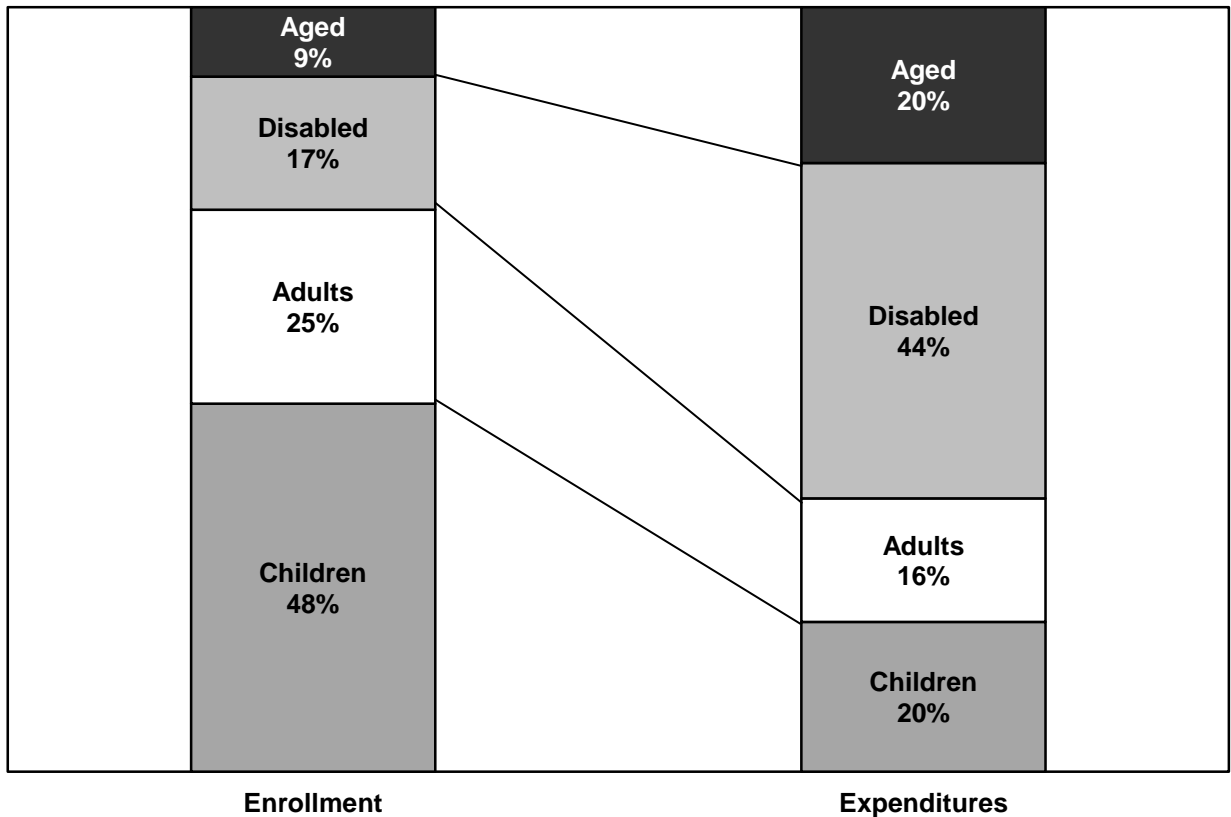 Aged
9%
Disabled
17%
Adults
25%
Children
48%
Enrollment
Aged
20%
Disabled
44%
Adults
16%
Children
20%
Expenditures